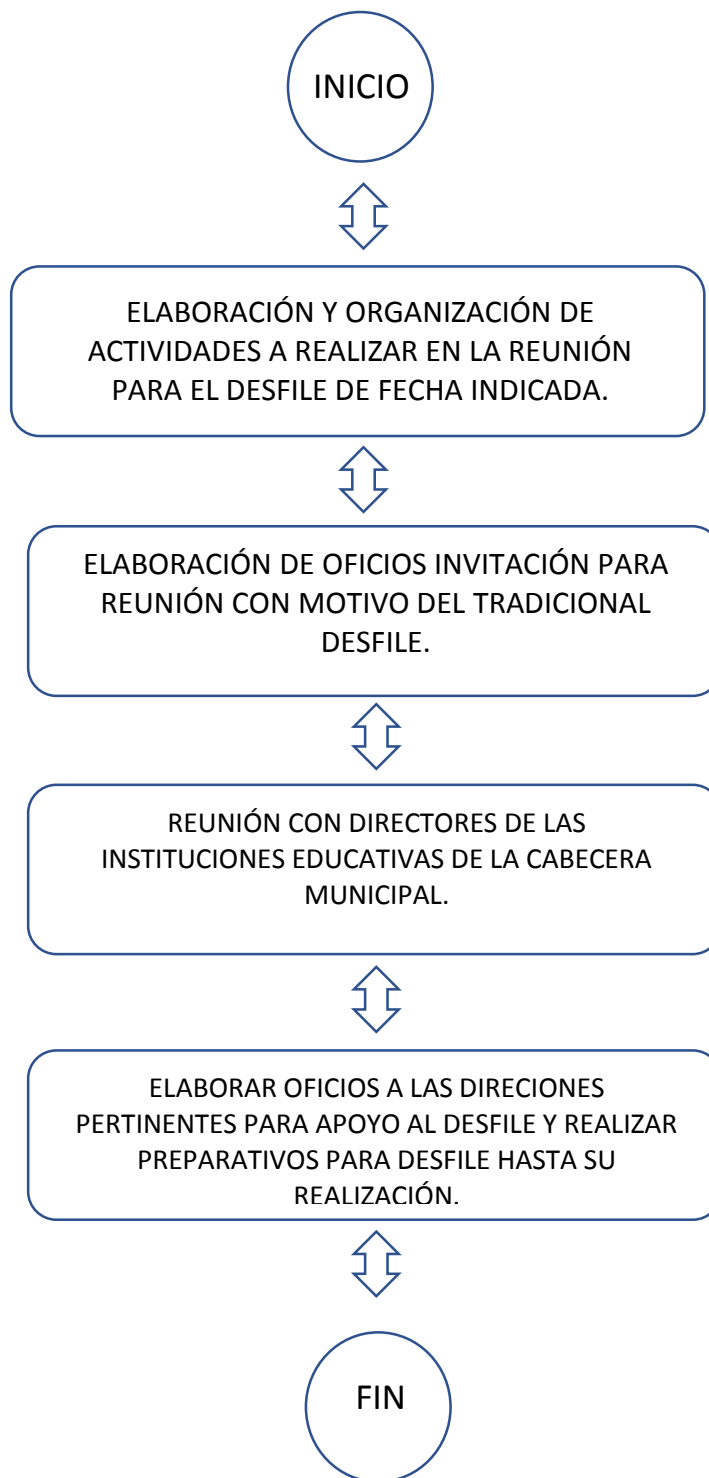 INICIO
ELABORACIÓN Y ORGANIZACIÓN DE
ACTIVIDADES A REALIZAR EN LA REUNIÓN
PARA EL DESFILE DE FECHA INDICADA.
ELABORACIÓN DE OFICIOS INVITACIÓN PARA
REUNIÓN CON MOTIVO DEL TRADICIONAL
DESFILE.
REUNIÓN CON DIRECTORES DE LAS
INSTITUCIONES EDUCATIVAS DE LA CABECERA
MUNICIPAL.
ELABORAR OFICIOS A LAS DIRECIONES
PERTINENTES PARA APOYO AL DESFILE Y REALIZAR
PREPARATIVOS PARA DESFILE HASTA SU
REALIZACIÓN.
FIN